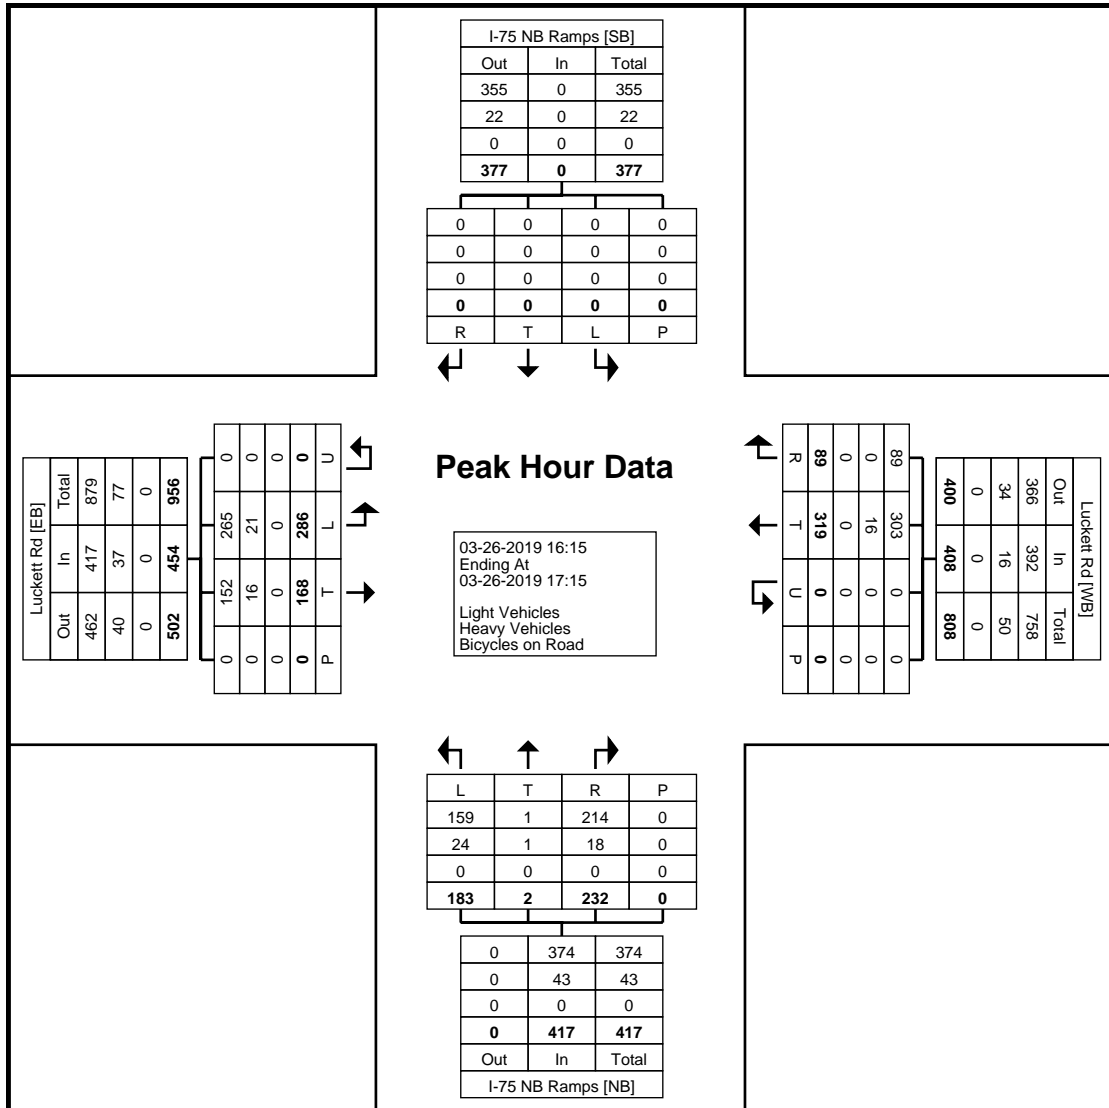 I-75 NB Ramps [SB]
Out In Total
355 0 355
22 0 22
0 0 0
377 0 377
0 0 0 0
0 0 0 0
0 0 0 0
0 0 0 0
R T L P
Luckett Rd [EB]
Total In Out
879 417 462
77 37 40
0 0 0
956 454 502
0 265 152 0
0 21 16 0
0 0 0 0
0 286 168 0
U L T P
Peak Hour Data
03-26-2019 16:15
Ending At
03-26-2019 17:15
Light Vehicles
Heavy Vehicles
Bicycles on Road
R T U P
89 319 0 0
0 0 0 0
0 16 0 0
89 303 0 0
Luckett Rd [WB]
Out In Total
366 392 758
34 16 50
0 0 0
400 408 808
L T R P
159 1 214 0
24 1 18 0
0 0 0 0
183 2 232 0
0 374 374
0 43 43
0 0 0
0 417 417
Out In Total
I-75 NB Ramps [NB]